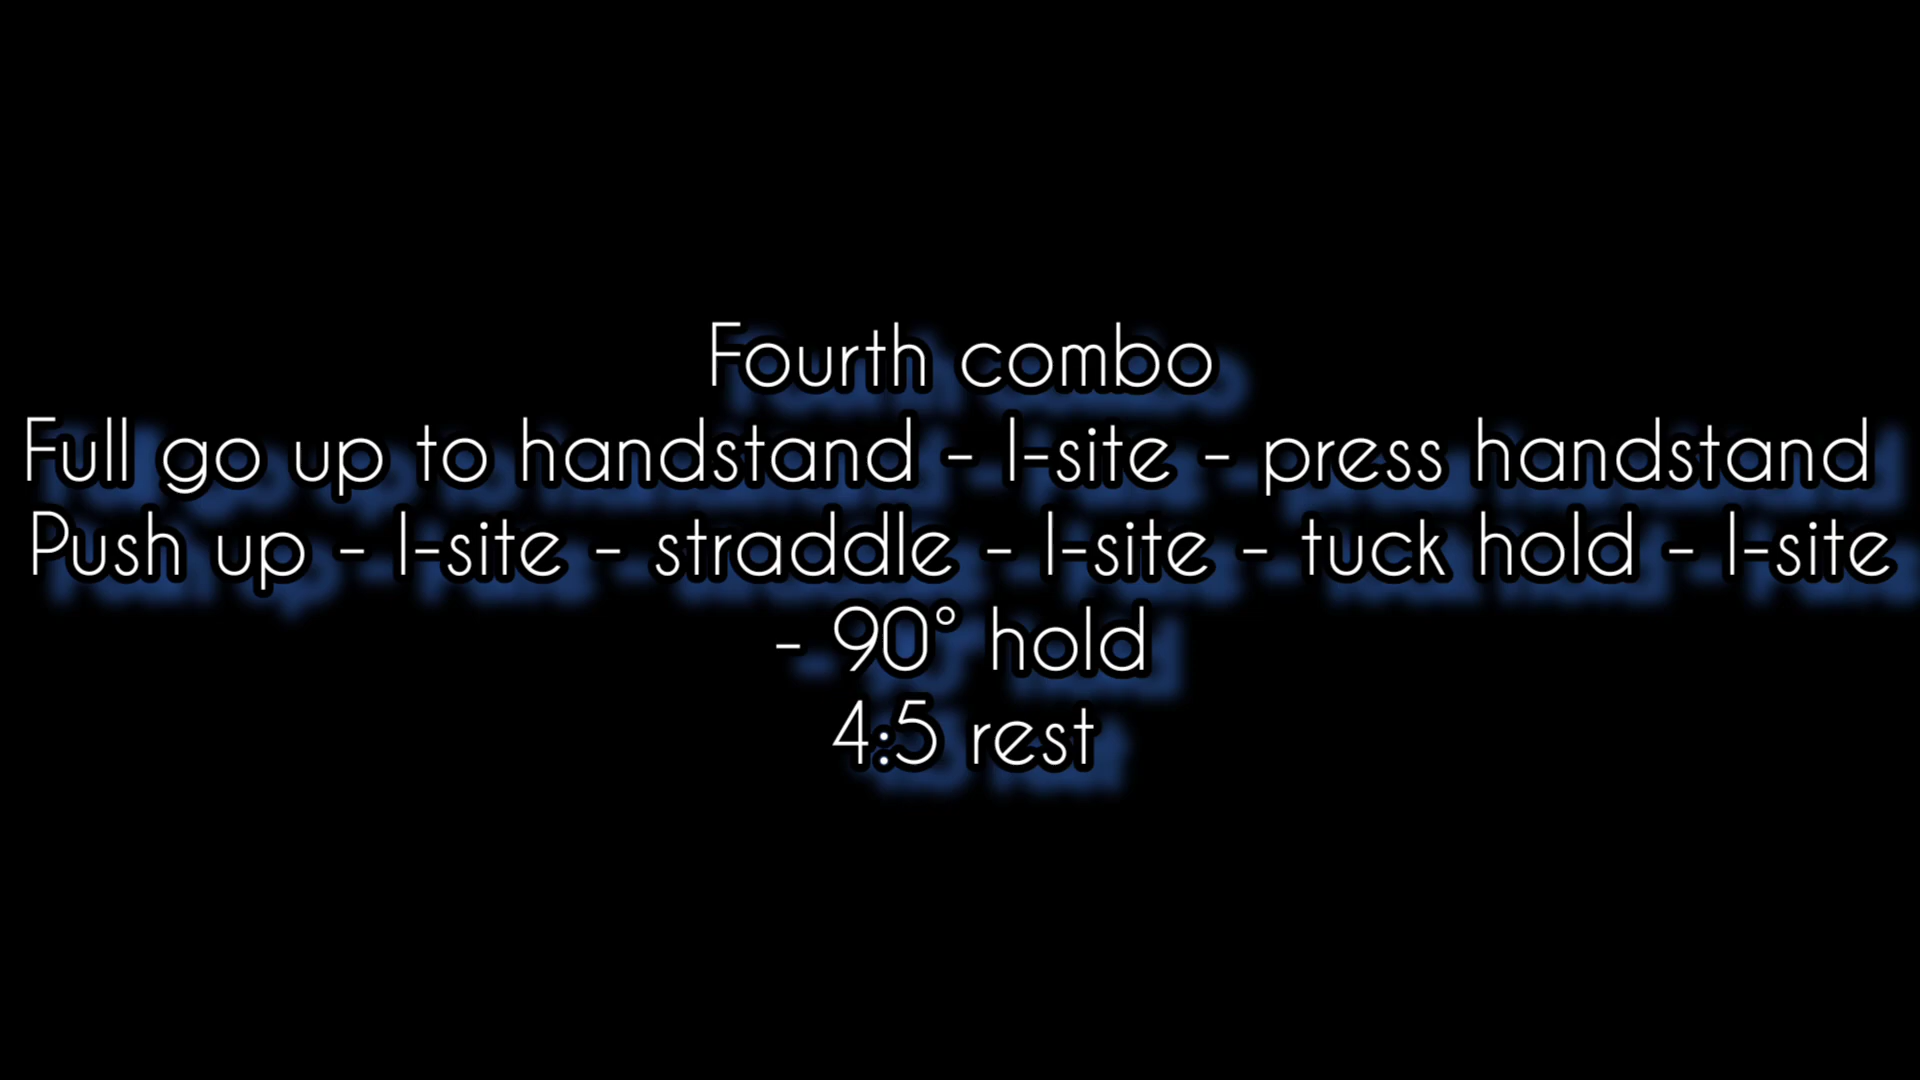 Fourth combo
Full go up to handstand - l-site - press handstand
Push up - l-site - straddle - l-site - tuck hold - l-site
- 90° hold
4:5 rest